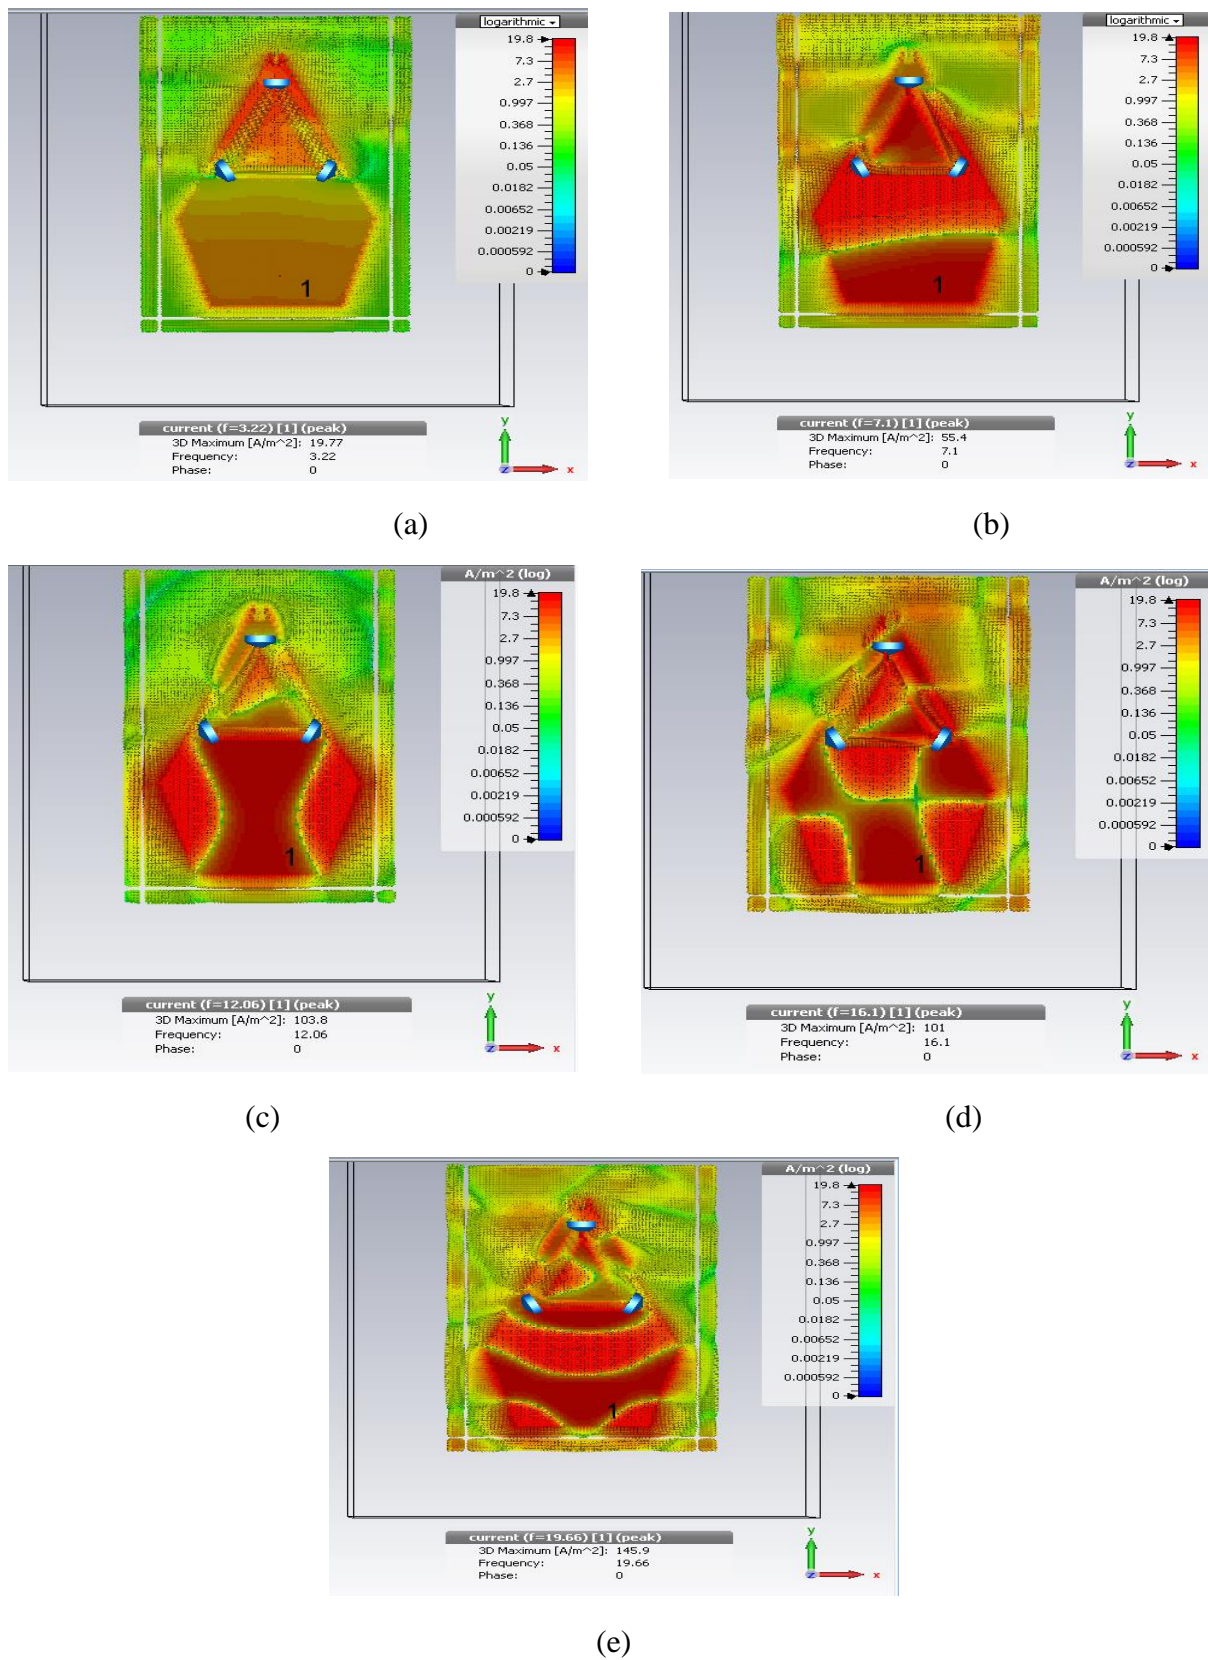 logarithmic
19.8
7.3
2.7
0.997
0.368
0.136
0.05
0.0182
0.00652
0.00219
0.000592
0
1
current (f=3.22) [1] (peak)
3D Maximum [A/m^2]: 19.77
Frequency: 3.22
Phase: 0
y
z
x
(a)
logarithmic
19.8
7.3
2.7
0.997
0.368
0.136
0.05
0.0182
0.00652
0.00219
0.000592
0
1
current (f=7.1) [1] (peak)
3D Maximum [A/m^2]: 55.4
Frequency: 7.1
Phase: 0
y
z
x
(b)
A/m^2 (log)
19.8
7.3
2.7
0.997
0.368
0.136
0.05
0.0182
0.00652
0.00219
0.000592
0
1
current (f=12.06) [1] (peak)
3D Maximum [A/m^2]: 103.8
Frequency: 12.06
Phase: 0
y
z
x
(c)
A/m^2 (log)
19.8
7.3
2.7
0.997
0.368
0.136
0.05
0.0182
0.00652
0.00219
0.000592
0
1
current (f=16.1) [1] (peak)
3D Maximum [A/m^2]: 101
Frequency: 16.1
Phase: 0
y
z
x
(d)
A/m^2 (log)
19.8
7.3
2.7
0.997
0.368
0.136
0.05
0.0182
0.00652
0.00219
0.000592
0
1
current (f=19.66) [1] (peak)
3D Maximum [A/m^2]: 145.9
Frequency: 19.66
Phase: 0
y
z
x
(e)